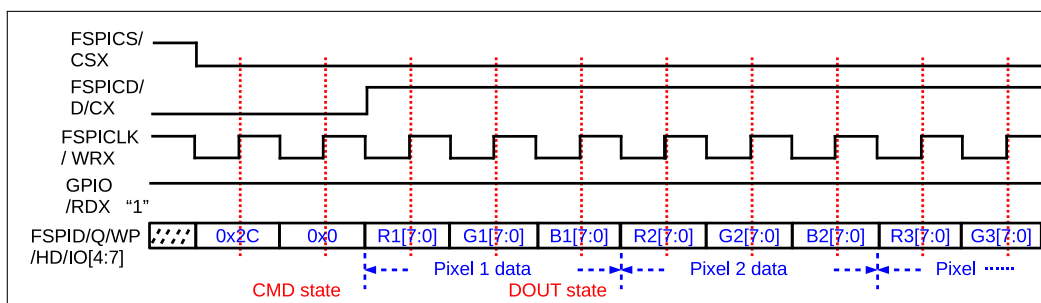 FSPICS/
CSX
FSPICD/
D/CX
FSPICLK
/ WRX
GPIO
/RDX “1”
FSPID/Q/WP
/HD/IO[4:7]
0x2C 0x0 R1[7:0] G1[7:0] B1[7:0] R2[7:0] G2[7:0] B2[7:0] R3[7:0] G3[7:0]
Pixel 1 data Pixel 2 data Pixel ......
CMD state DOUT state